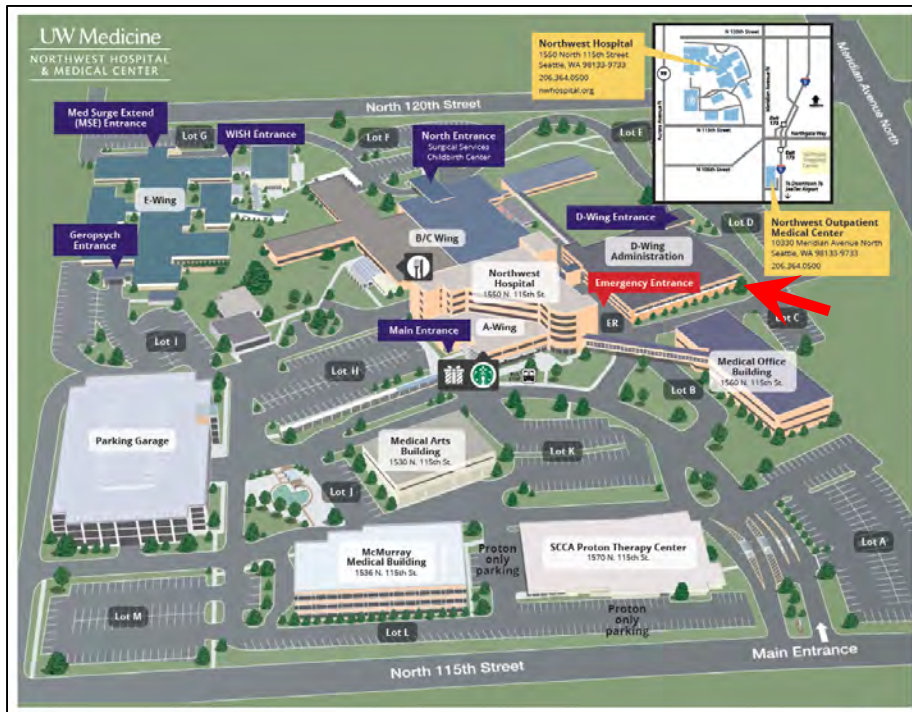 UW Medicine
NORTHWEST HOSPITAL
& MEDICAL CENTER
Northwest Hospital
1550 North 115th Street
Seattle, WA 98133-9733
206.364.0500
nwhospital.org
Meridian Avenue North
North 120th Street
Med Surge Extend
(MSE) Entrance
Lot G
WISH Entrance
Lot F
North Entrance
Surgical Services
Childbirth Center
Lot E
E-Wing
D-Wing Entrance
Lot D
Northwest Outpatient
Medical Center
10330 Meridian Avenue North
Seattle, WA 98133-9733
206.364.0500
Geropsych
Entrance
B/C Wing
D-Wing
Administration
Northwest
Hospital
1550 N. 115th St.
Emergency Entrance
Lot C
Main Entrance
A-Wing
ER
Lot I
Lot H
Medical Office
Building
1560 N. 115th St.
Lot B
Parking Garage
Medical Arts
Building
1530 N. 115th St.
Lot K
Lot J
McMurray
Medical Building
1536 N. 115th St.
Proton
only
parking
SCCA Proton Therapy Center
1570 N. 115th St.
Lot A
Lot M
Lot L
Proton
only
parking
Main Entrance
North 115th Street